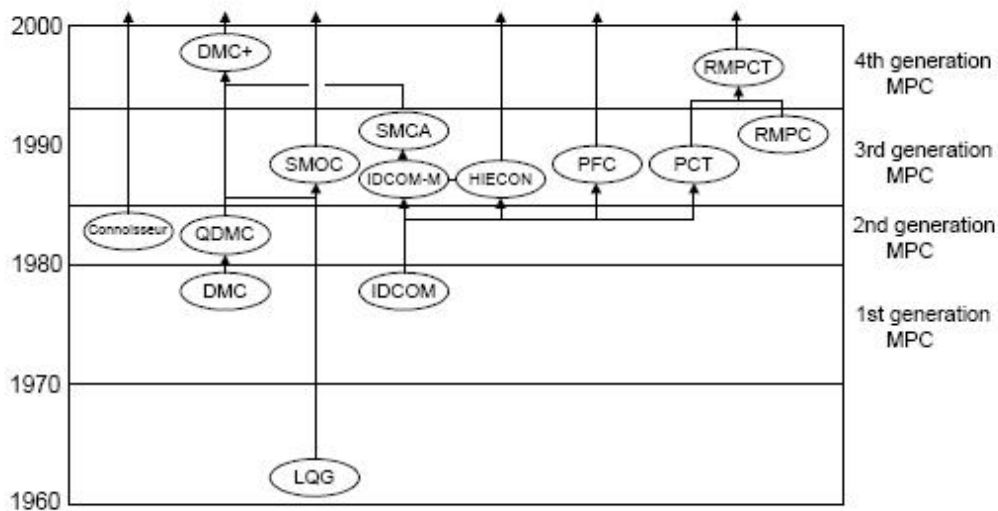 2000
DMC+
RMPCT
4th generation
MPC
SMCA
RMPC
1990
SMOC
IDCOM-M
HIECON
PFC
PCT
3rd generation
MPC
Connoisseur
QDMC
2nd generation
MPC
1980
DMC
IDCOM
1st generation
MPC
1970
LQG
1960